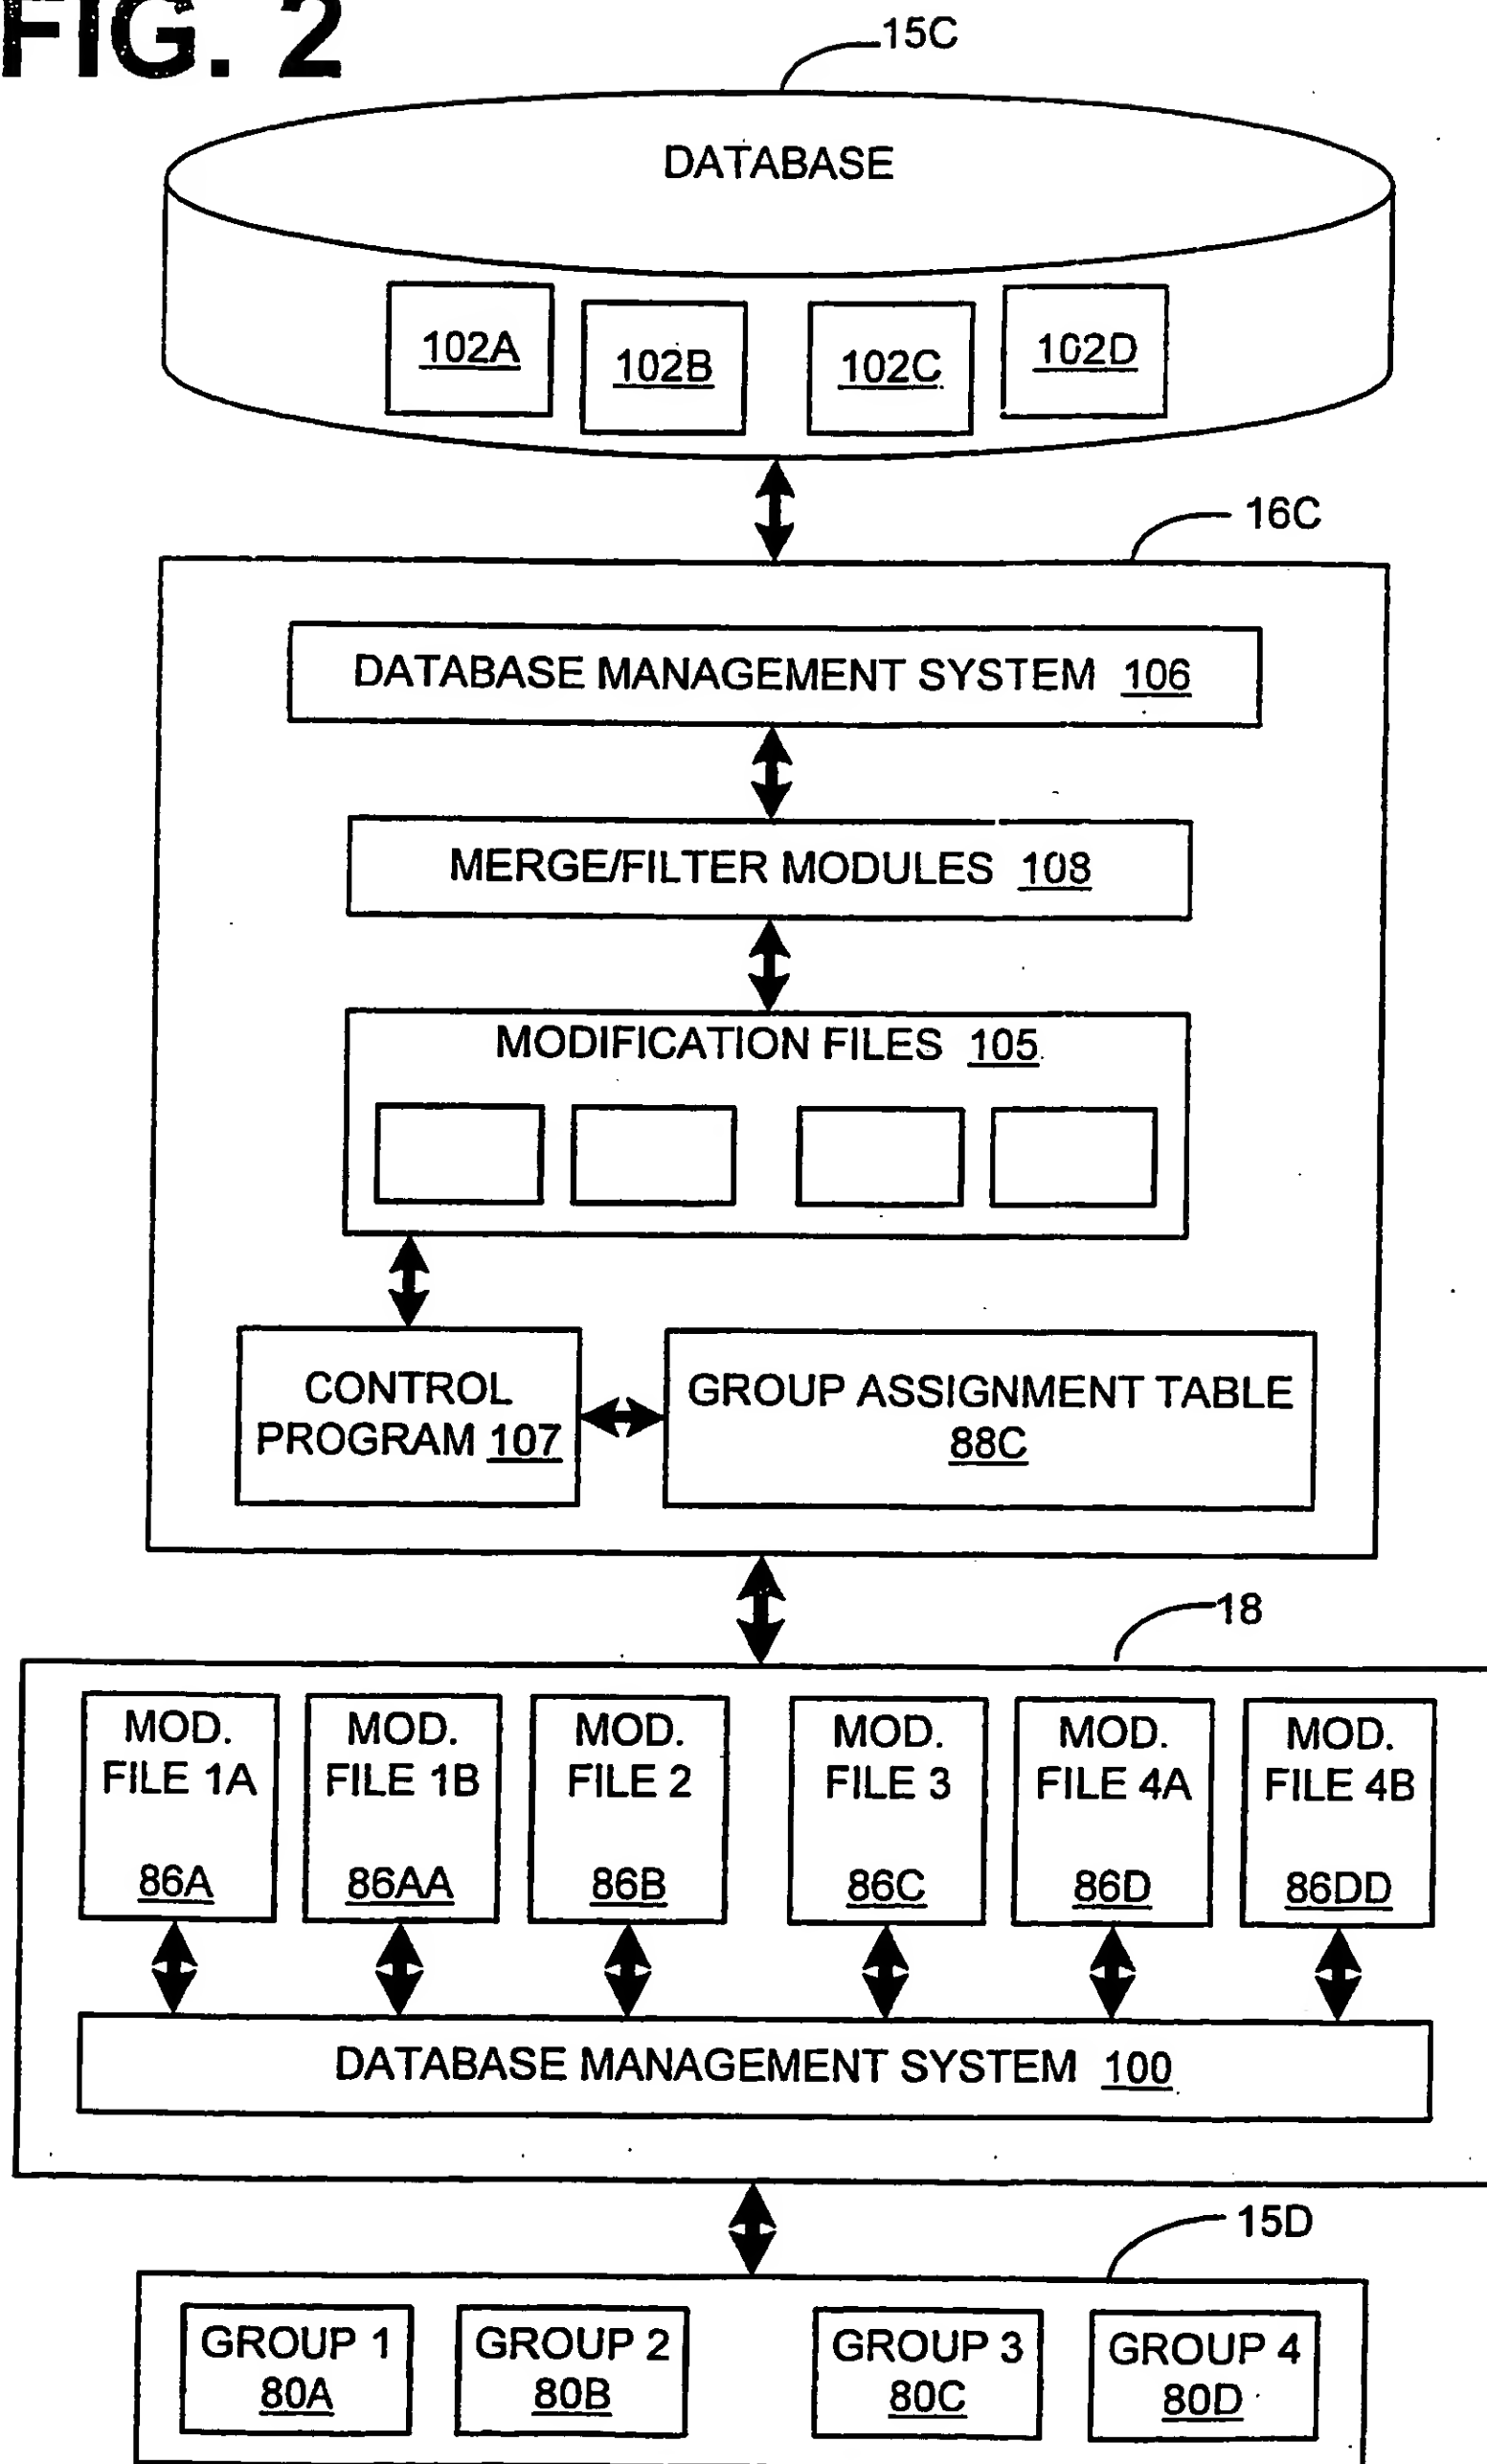 FIG. 2
15C
DATABASE
102A
102B
102C
102D
16C
DATABASE MANAGEMENT SYSTEM 106
MERGE/FILTER MODULES 108
MODIFICATION FILES 105
CONTROL
PROGRAM 107
GROUP ASSIGNMENT TABLE
88C
18
MOD.
FILE 1A
86A
MOD.
FILE 1B
86AA
MOD.
FILE 2
86B
MOD.
FILE 3
86C
MOD.
FILE 4A
86D
MOD.
FILE 4B
86DD
DATABASE MANAGEMENT SYSTEM 100
15D
GROUP 1
80A
GROUP 2
80B
GROUP 3
80C
GROUP 4
80D